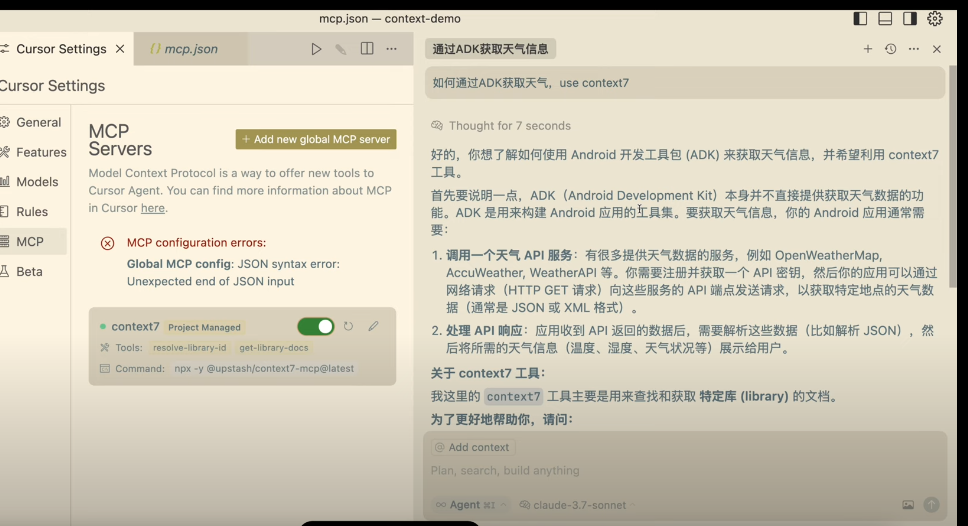 mcp.json — context-demo
Cursor Settings
mcp.json
Cursor Settings
General
Features
Models
Rules
MCP
Beta
MCP
Servers
+ Add new global MCP server
Model Context Protocol is a way to offer new tools to
Cursor Agent. You can find more information about MCP
in Cursor here.
MCP configuration errors:
Global MCP config: JSON syntax error:
Unexpected end of JSON input
context7 Project Managed
Tools: resolve-library-id get-library-docs
Command: npx -y @upstash/context7-mcp@latest
通过ADK获取天气信息
如何通过ADK获取天气，use context7
Thought for 7 seconds
好的，你想了解如何使用 Android 开发工具包 (ADK) 来获取天气信息，并希望利用 context7
工具。
首先要说明一点，ADK（Android Development Kit）本身并不直接提供获取天气数据的功
能。ADK 是用来构建 Android 应用的工具集。要获取天气信息，你的 Android 应用通常需
要：
1. 调用一个天气 API 服务：有很多提供天气数据的服务，例如 OpenWeatherMap,
AccuWeather, WeatherAPI 等。你需要注册并获取一个 API 密钥，然后你的应用可以通过
网络请求（HTTP GET 请求）向这些服务的 API 端点发送请求，以获取特定地点的天气数
据（通常是 JSON 或 XML 格式）。
2. 处理 API 响应：应用收到 API 返回的数据后，需要解析这些数据（比如解析 JSON），然
后将所需的天气信息（温度、湿度、天气状况等）展示给用户。
关于 context7 工具：
我这里的 context7 工具主要是用来查找和获取 特定库 (library) 的文档。
为了更好地帮助你，请问：
@ Add context
Plan, search, build anything
∞ Agent ⌘I
claude-3.7-sonnet